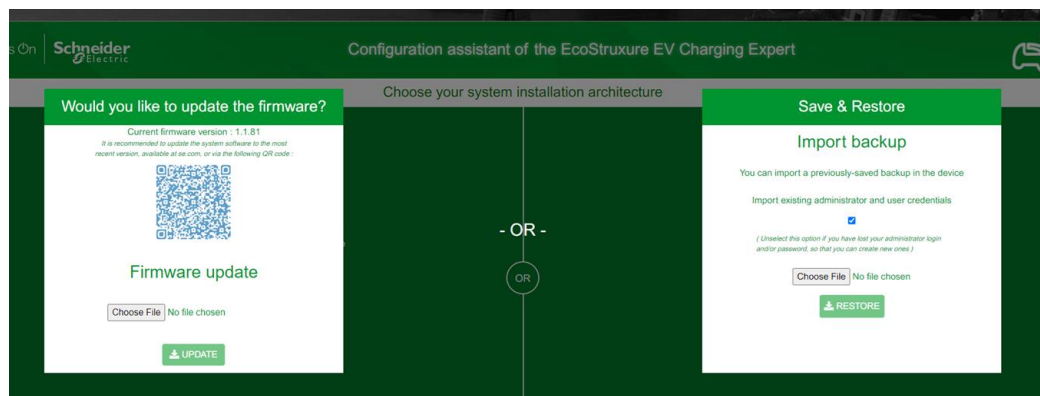 s On
Schneider
Electric
Configuration assistant of the EcoStruxure EV Charging Expert
Choose your system installation architecture
Would you like to update the firmware?
Current firmware version : 1.1.81
It is recommended to update the system software to the most
recent version, available at se.com, or via the following QR code :
Firmware update
Choose File No file chosen
UPDATE
- OR -
OR
Save & Restore
Import backup
You can import a previously-saved backup in the device
Import existing administrator and user credentials
( Unselect this option if you have lost your administrator login
and/or password, so that you can create new ones )
Choose File No file chosen
RESTORE